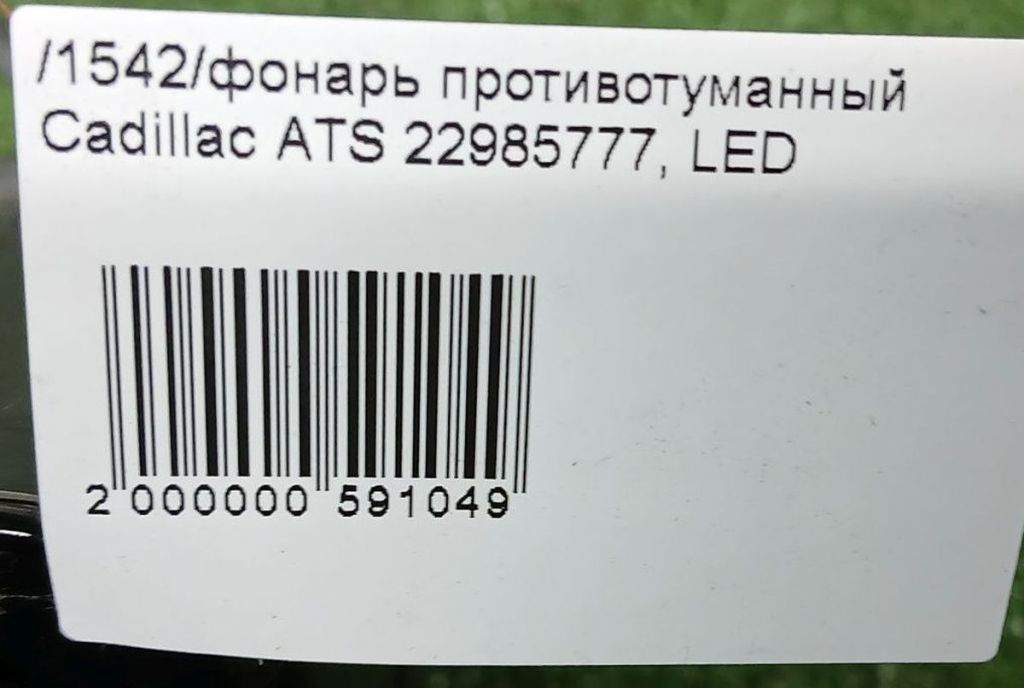 /1542/фонарь противотуманный
Cadillac ATS 22985777, LED
2 000000 591049